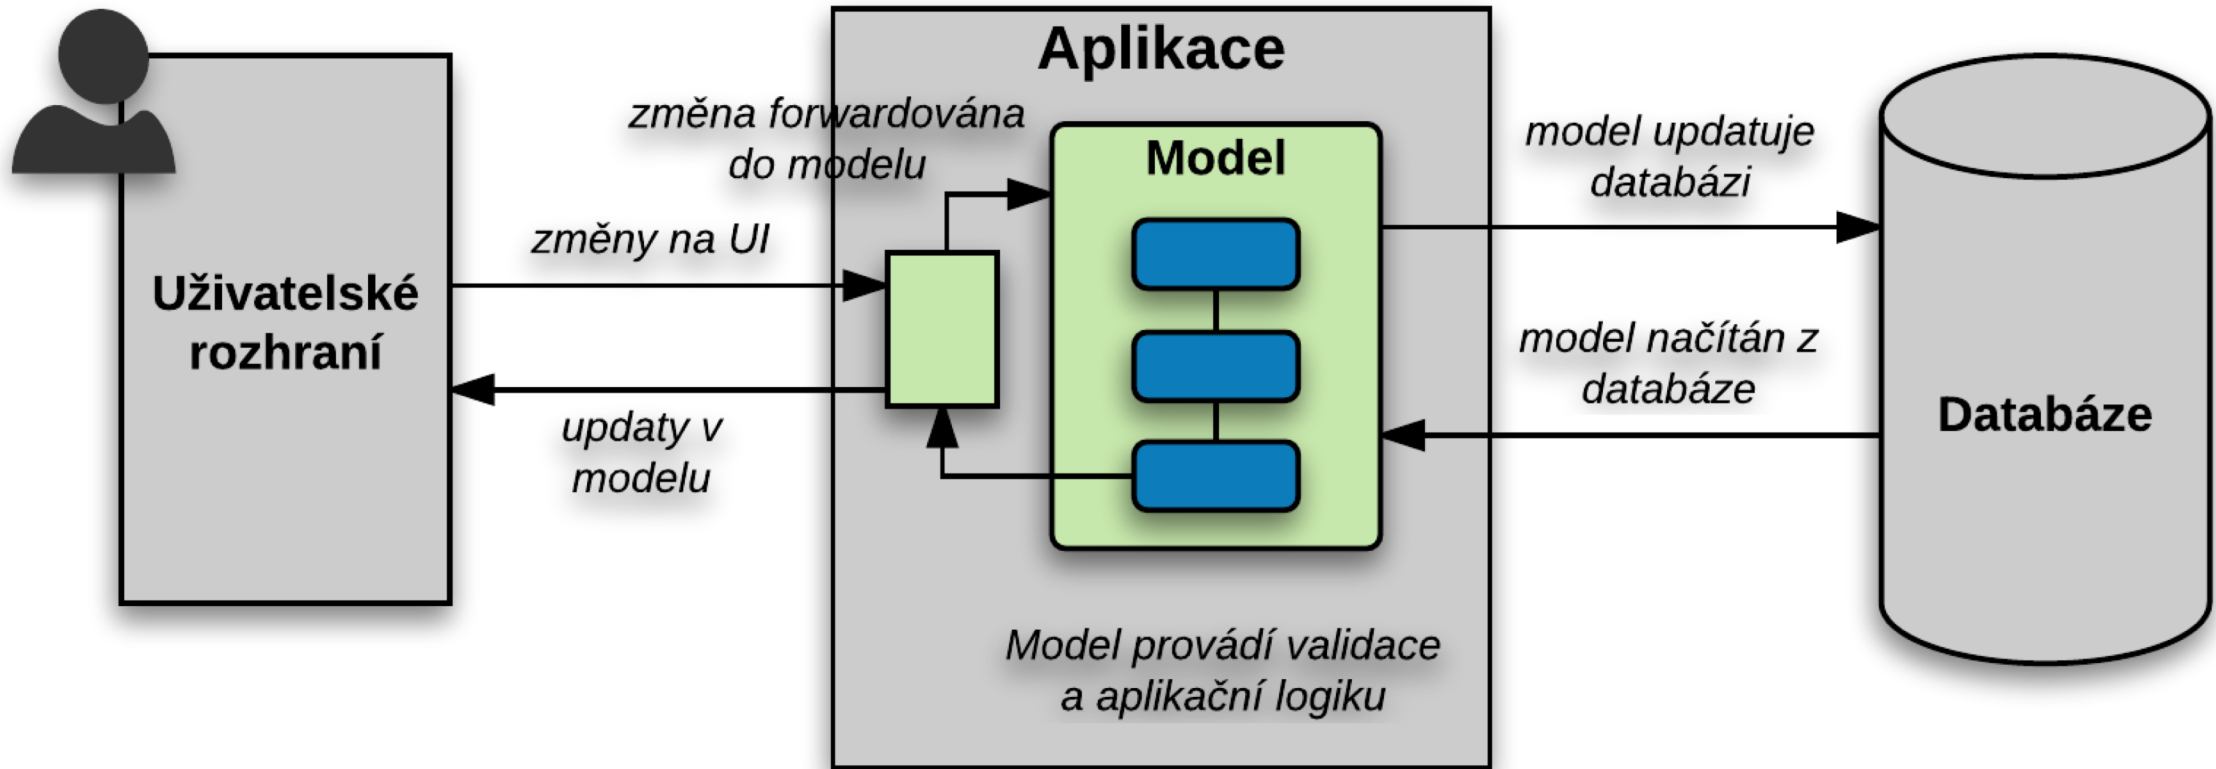 Aplikace
změna forwardována
do modelu
Model
model updatuje
databázi
změny na UI
Uživatelské
rozhraní
model načítán z
databáze
Databáze
updaty v
modelu
Model provádí validace
a aplikační logiku